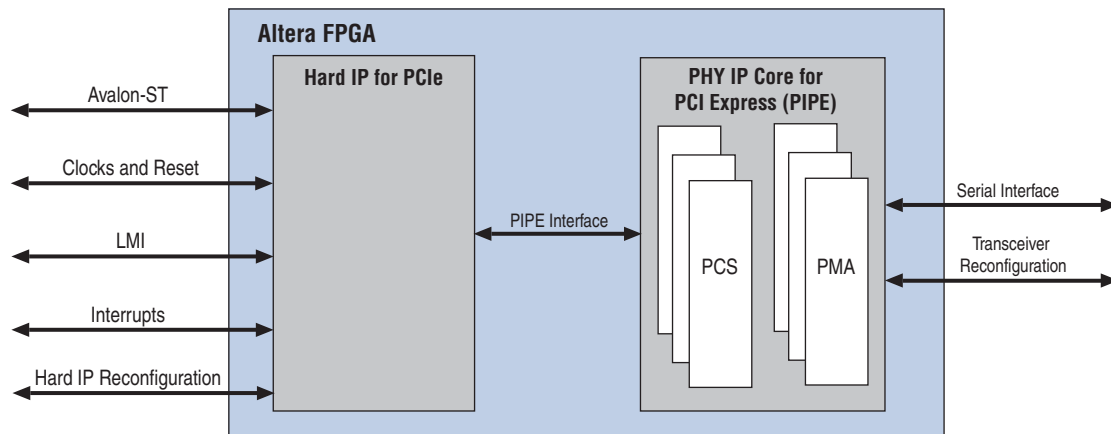 Altera FPGA
Hard IP for PCIe
PHY IP Core for
PCI Express (PIPE)
Avalon-ST
Clocks and Reset
LMI
Interrupts
Hard IP Reconfiguration
PIPE Interface
PCS
PMA
Serial Interface
Transceiver
Reconfiguration